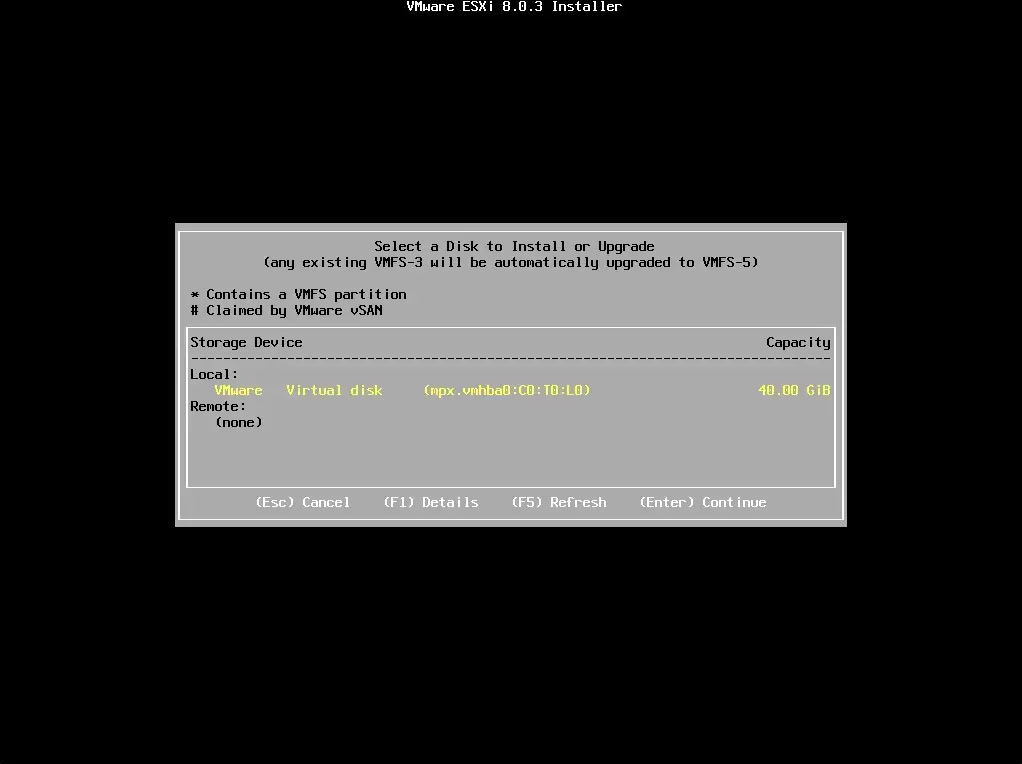 VMware ESXi 8.0.3 Installer
Select a Disk to Install or Upgrade
(any existing VMFS-3 will be automatically upgraded to VMFS-5)
* Contains a VMFS partition
# Claimed by VMware vSAN
Storage Device Capacity
--------------------------------------------------------------------------------
Local:
VMware Virtual disk (mpx.vmhba0:C0:T0:L0) 40.00 GiB
Remote:
(none)
(Esc) Cancel (F1) Details (F5) Refresh (Enter) Continue